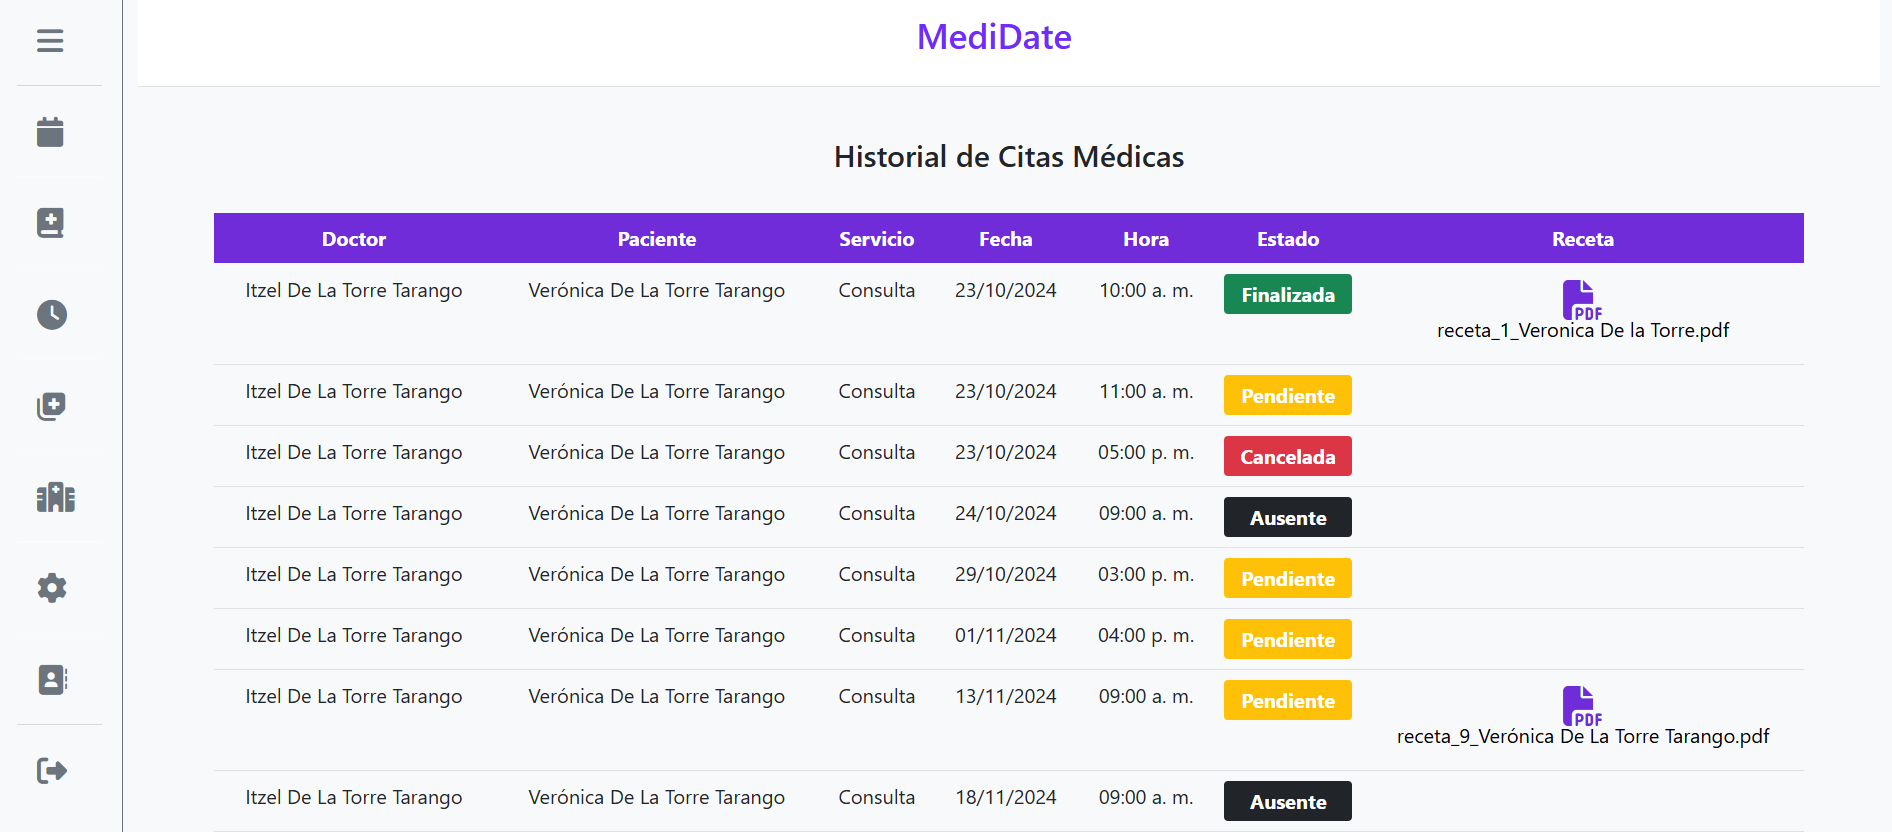 MediDate
Historial de Citas Médicas
Doctor Paciente Servicio Fecha Hora Estado Receta
Itzel De La Torre Tarango Verónica De La Torre Tarango Consulta 23/10/2024 10:00 a. m. Finalizada PDF
receta_1_Veronica De la Torre.pdf
Itzel De La Torre Tarango Verónica De La Torre Tarango Consulta 23/10/2024 11:00 a. m. Pendiente
Itzel De La Torre Tarango Verónica De La Torre Tarango Consulta 23/10/2024 05:00 p. m. Cancelada
Itzel De La Torre Tarango Verónica De La Torre Tarango Consulta 24/10/2024 09:00 a. m. Ausente
Itzel De La Torre Tarango Verónica De La Torre Tarango Consulta 29/10/2024 03:00 p. m. Pendiente
Itzel De La Torre Tarango Verónica De La Torre Tarango Consulta 01/11/2024 04:00 p. m. Pendiente
Itzel De La Torre Tarango Verónica De La Torre Tarango Consulta 13/11/2024 09:00 a. m. Pendiente PDF
receta_9_Verónica De La Torre Tarango.pdf
Itzel De La Torre Tarango Verónica De La Torre Tarango Consulta 18/11/2024 09:00 a. m. Ausente